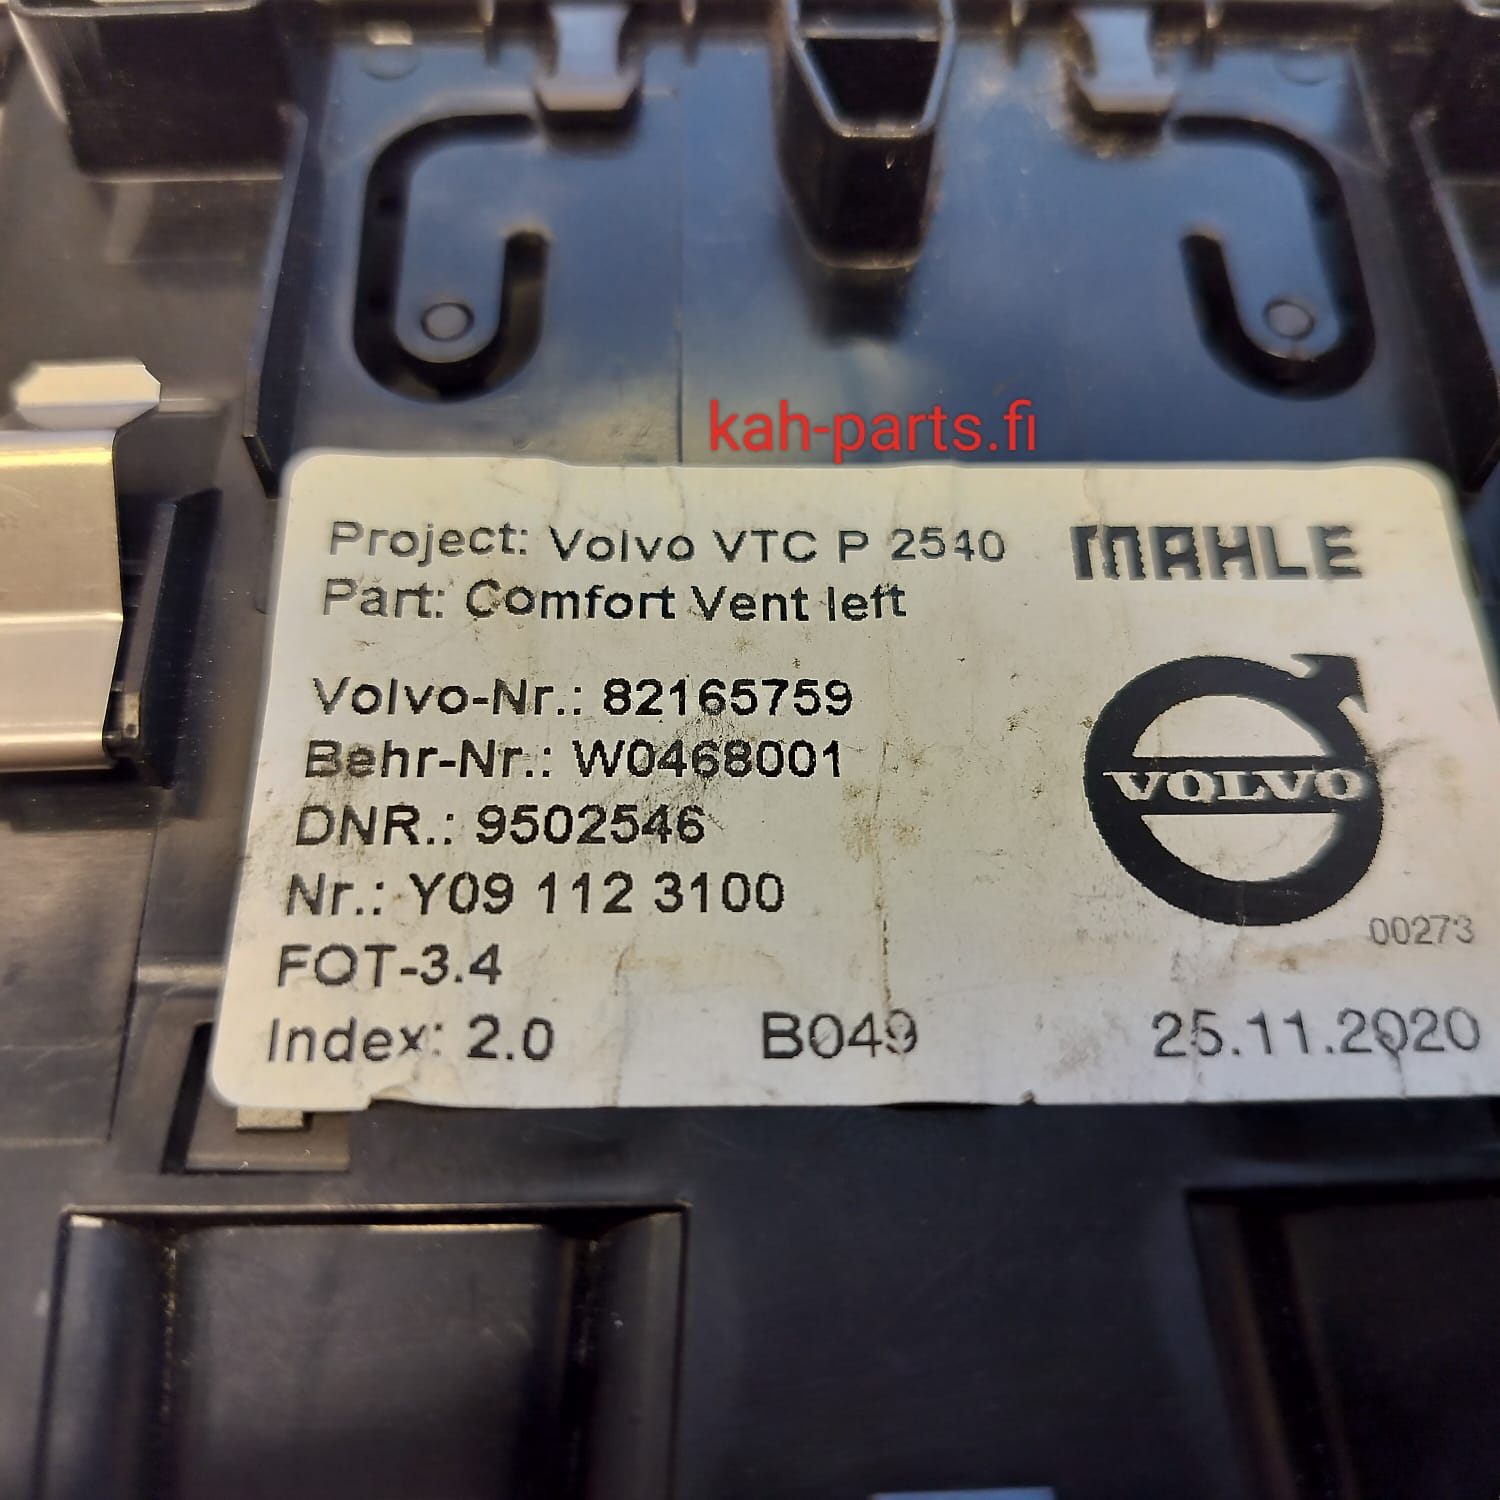 kah-parts.fi
Project: Volvo VTC P 2540
MAHLE
Part: Comfort Vent left
Volvo-Nr.: 82165759
Behr-Nr.: W0468001
VOLVO
DNR.: 9502546
Nr.: Y09 112 3100
00273
FOT-3.4
Index: 2.0 B049 25.11.2020